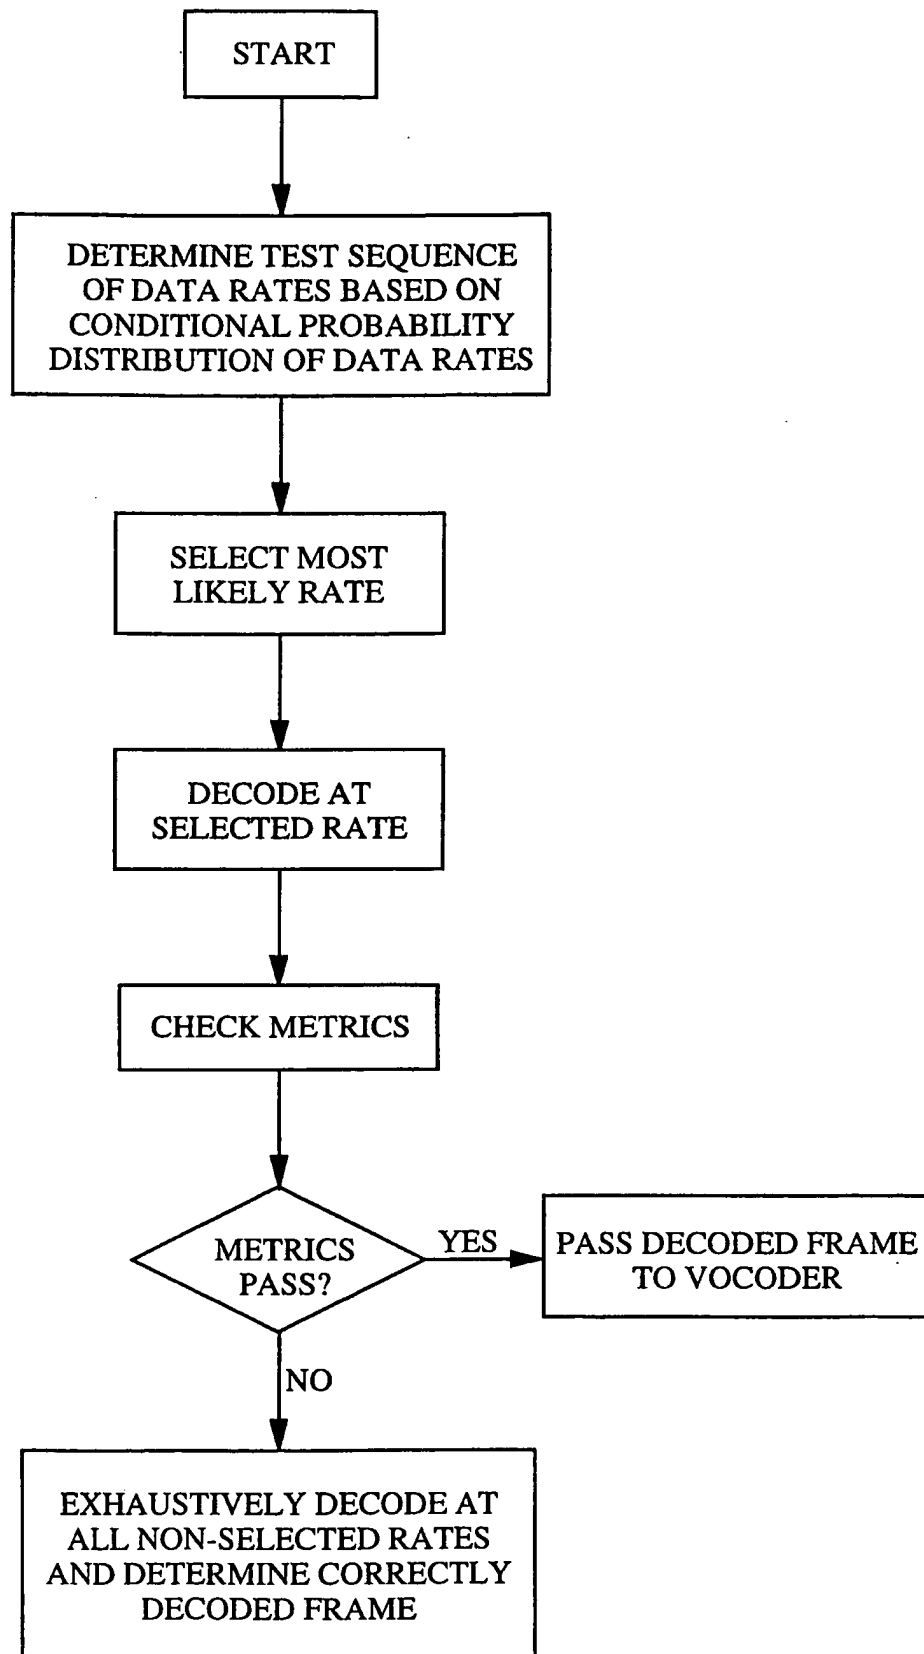 START
DETERMINE TEST SEQUENCE
OF DATA RATES BASED ON
CONDITIONAL PROBABILITY
DISTRIBUTION OF DATA RATES
SELECT MOST
LIKELY RATE
DECODE AT
SELECTED RATE
CHECK METRICS
METRICS
PASS?
YES
PASS DECODED FRAME
TO VOCODER
NO
EXHAUSTIVELY DECODE AT
ALL NON-SELECTED RATES
AND DETERMINE CORRECTLY
DECODED FRAME